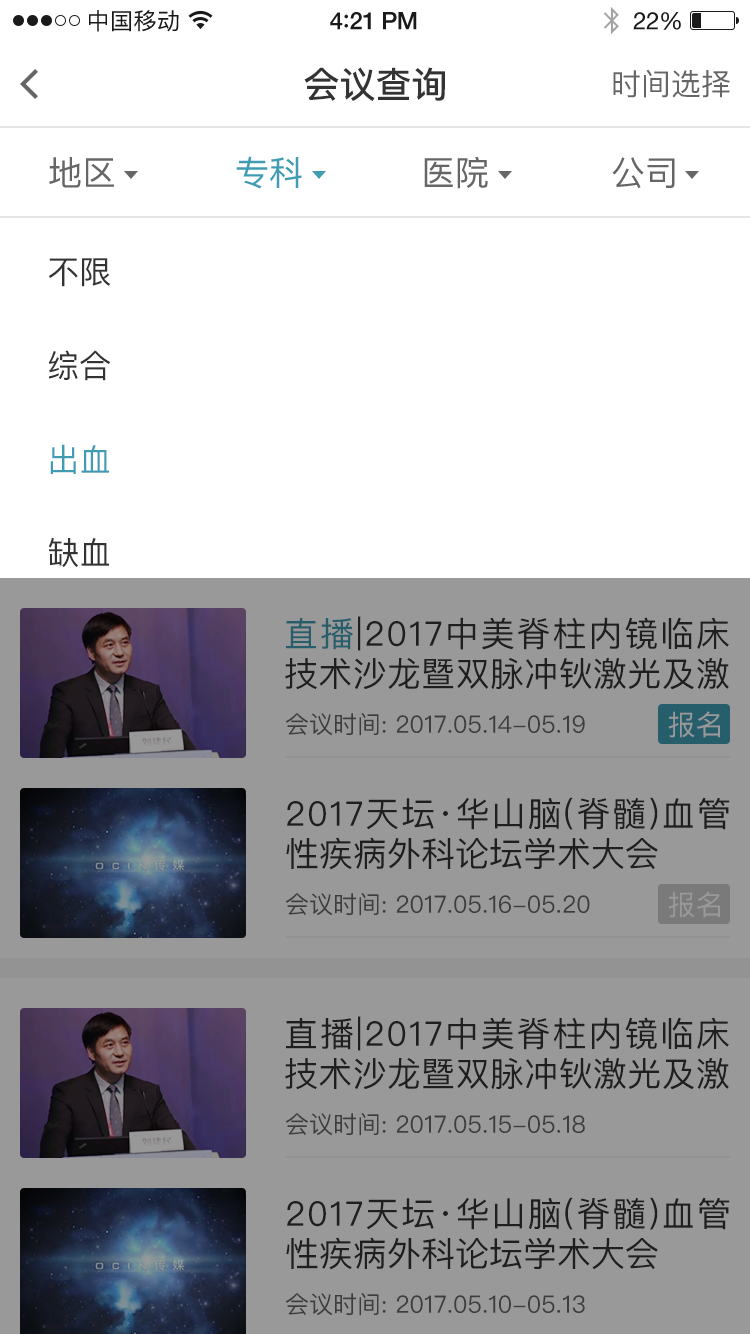 中国移动 4:21 PM 22%
会议查询 时间选择
地区 专科 医院 公司
不限
综合
出血
缺血
直播|2017中美脊柱内镜临床
技术沙龙暨双脉冲钬激光及激
会议时间: 2017.05.14-05.19 报名
2017天坛·华山脑(脊髓)血管
性疾病外科论坛学术大会
会议时间: 2017.05.16-05.20 报名
直播|2017中美脊柱内镜临床
技术沙龙暨双脉冲钬激光及激
会议时间: 2017.05.15-05.18
2017天坛·华山脑(脊髓)血管
性疾病外科论坛学术大会
会议时间: 2017.05.10-05.13